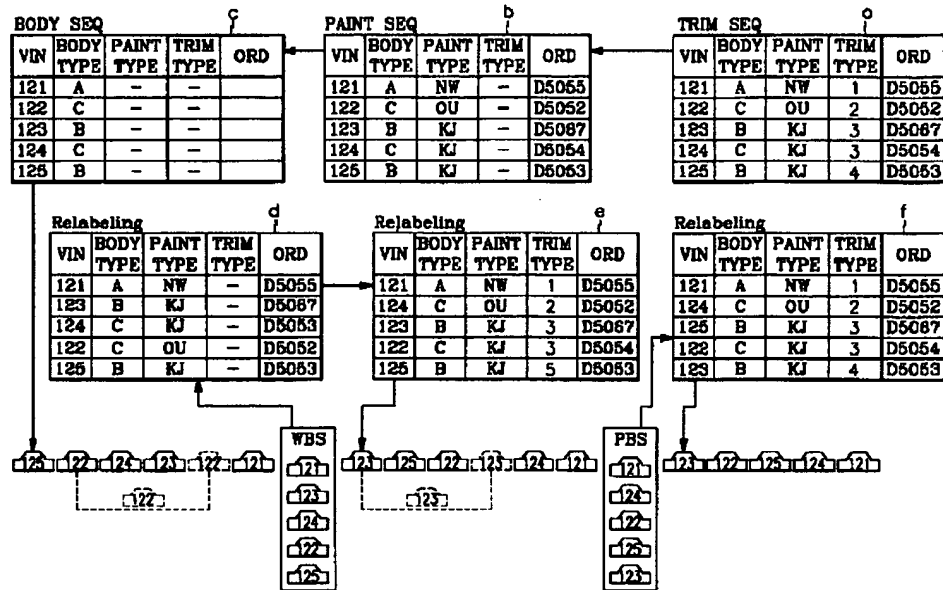 BODY SEQ c
VIN BODY TYPE PAINT TYPE TRIM TYPE ORD
121 A - -
122 C - -
123 B - -
124 C - -
125 B - -
PAINT SEQ b
VIN BODY TYPE PAINT TYPE TRIM TYPE ORD
121 A NW - D5055
122 C OU - D5052
123 B KJ - D5067
124 C KJ - D5054
125 B KJ - D5053
TRIM SEQ a
VIN BODY TYPE PAINT TYPE TRIM TYPE ORD
121 A NW 1 D5055
122 C OU 2 D5052
123 B KJ 3 D5067
124 C KJ 3 D5054
125 B KJ 4 D5053
Relabeling d
VIN BODY TYPE PAINT TYPE TRIM TYPE ORD
121 A NW - D5055
123 B KJ - D5067
124 C KJ - D5053
122 C OU - D5052
125 B KJ - D5053
Relabeling e
VIN BODY TYPE PAINT TYPE TRIM TYPE ORD
121 A NW 1 D5055
124 C OU 2 D5052
123 B KJ 3 D5067
122 C KJ 3 D5054
125 B KJ 5 D5053
Relabeling f
VIN BODY TYPE PAINT TYPE TRIM TYPE ORD
121 A NW 1 D5055
124 C OU 2 D5052
125 B KJ 3 D5067
122 C KJ 3 D5054
123 B KJ 4 D5053
125 122 124 123 122 121
122
WBS
121
123
124
122
125
123 125 122 123 124 121
123
PBS
121
124
122
125
123
123 122 125 124 121